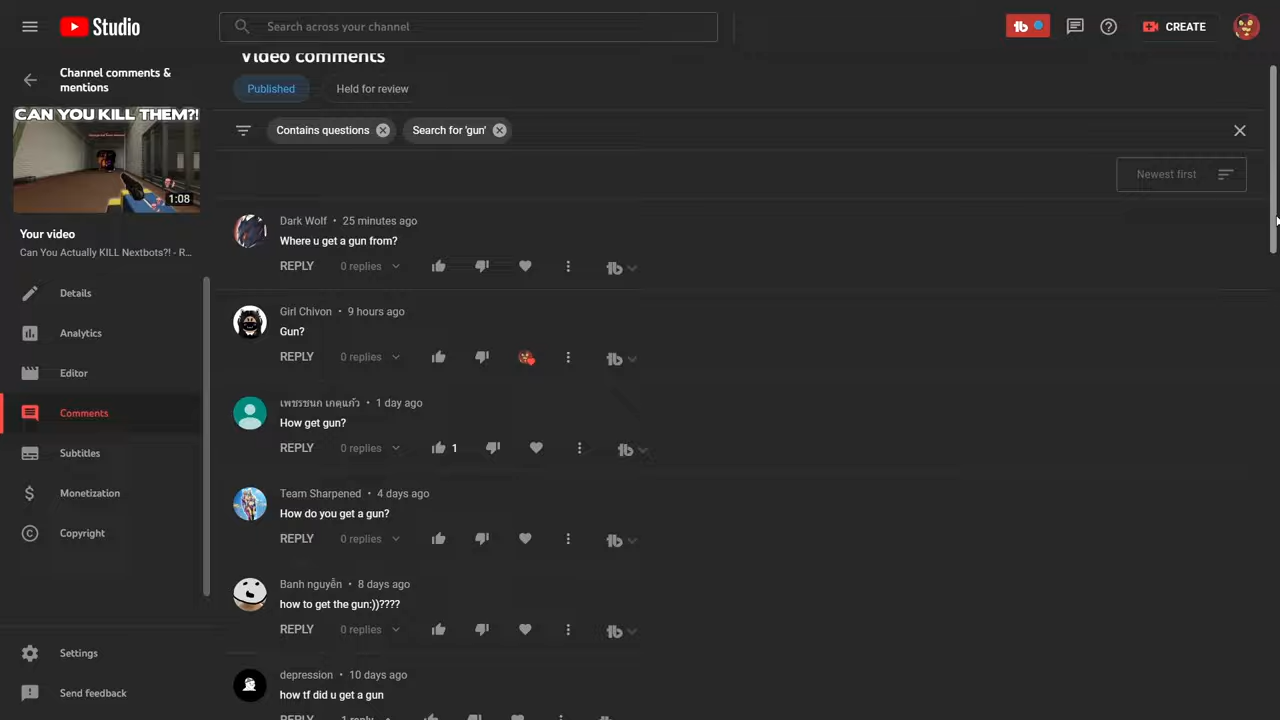 Studio
Search across your channel
1b
CREATE
Channel comments &
mentions
CAN YOU KILL THEM?!
1:08
Your video
Can You Actually KILL Nextbots?! - R...
Details
Analytics
Editor
Comments
Subtitles
Monetization
Copyright
Settings
Send feedback
Video comments
Published
Held for review
Contains questions
Search for 'gun'
Newest first
Dark Wolf • 25 minutes ago
Where u get a gun from?
REPLY 0 replies
Girl Chivon • 9 hours ago
Gun?
REPLY 0 replies
เพชรชนก เกตุแก้ว • 1 day ago
How get gun?
REPLY 0 replies 1
Team Sharpened • 4 days ago
How do you get a gun?
REPLY 0 replies
Banh nguyễn • 8 days ago
how to get the gun:))????
REPLY 0 replies
depression • 10 days ago
how tf did u get a gun
REPLY 1 reply